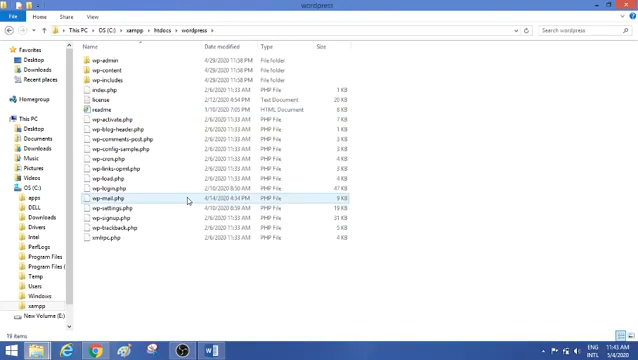 wordpress
File Home Share View
This PC OS (C:) xampp htdocs wordpress
Search wordpress
Name Date modified Type Size
Favorites
Desktop
Downloads
Recent places
Homegroup
This PC
Desktop
Documents
Downloads
Music
Pictures
Videos
OS (C:)
apps
DELL
Downloads
Drivers
Intel
PerfLogs
Program Files
Program Files (
Temp
Users
Windows
xampp
New Volume (E:)
wp-admin 4/29/2020 11:58 PM File folder
wp-content 4/29/2020 11:58 PM File folder
wp-includes 4/29/2020 11:58 PM File folder
index.php 2/6/2020 11:33 AM PHP File 1 KB
license 2/12/2020 4:54 PM Text Document 20 KB
readme 1/10/2020 7:05 PM HTML Document 8 KB
wp-activate.php 2/6/2020 11:33 AM PHP File 7 KB
wp-blog-header.php 2/6/2020 11:33 AM PHP File 1 KB
wp-comments-post.php 2/6/2020 11:33 AM PHP File 3 KB
wp-config-sample.php 2/6/2020 11:33 AM PHP File 3 KB
wp-cron.php 2/6/2020 11:33 AM PHP File 4 KB
wp-links-opml.php 2/6/2020 11:33 AM PHP File 3 KB
wp-load.php 2/6/2020 11:33 AM PHP File 4 KB
wp-login.php 2/10/2020 8:50 AM PHP File 47 KB
wp-mail.php 4/14/2020 4:34 PM PHP File 9 KB
wp-settings.php 4/10/2020 8:59 AM PHP File 19 KB
wp-signup.php 2/6/2020 11:33 AM PHP File 31 KB
wp-trackback.php 2/6/2020 11:33 AM PHP File 5 KB
xmlrpc.php 2/6/2020 11:33 AM PHP File 4 KB
19 items
ENG
INTL
11:43 AM
5/4/2020